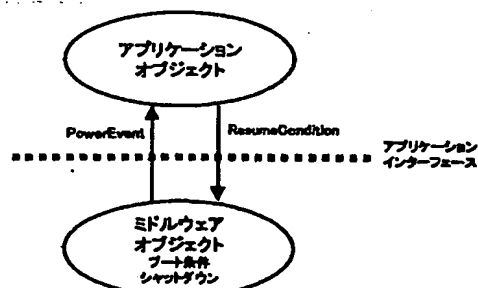 アプリケーション
オブジェクト
PowerEvent
ResumeCondition
アプリケーション
インターフェース
ミドルウェア
オブジェクト
ブート条件
シャットダウン